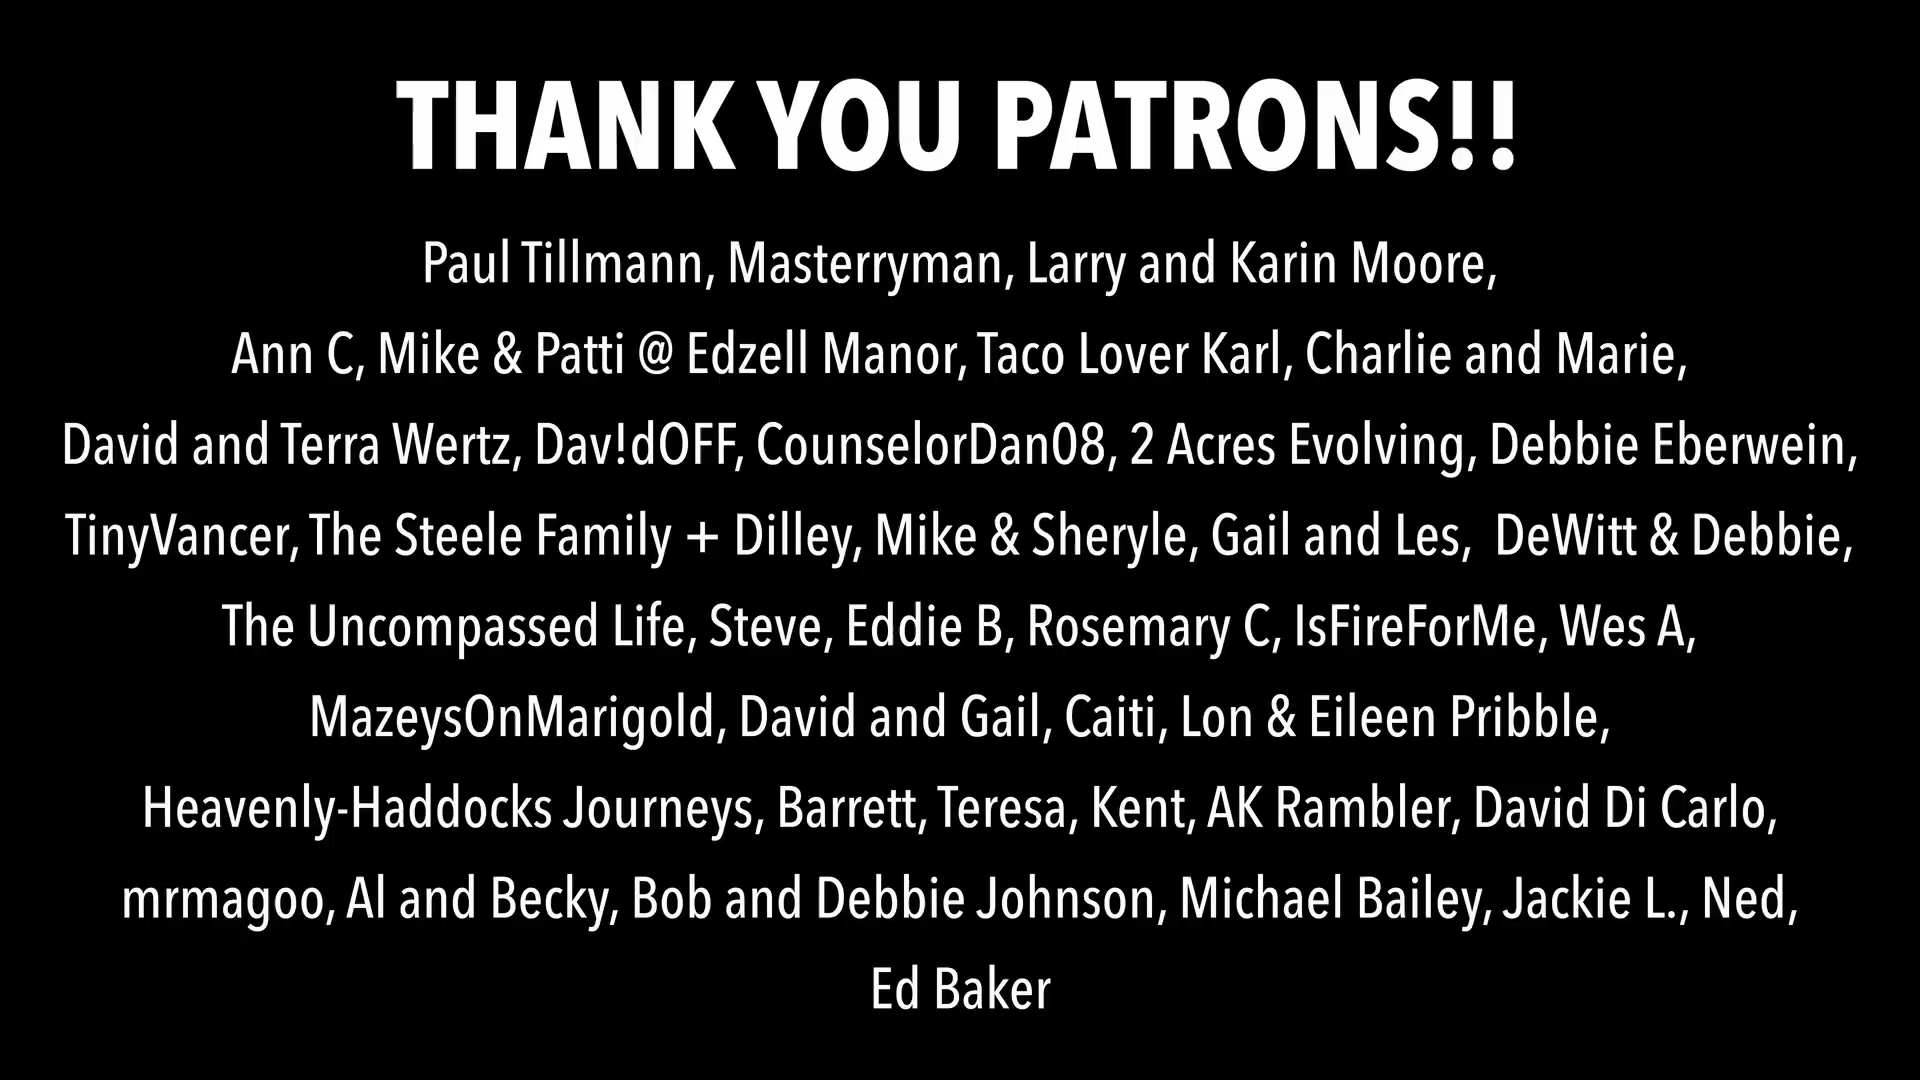 THANK YOU PATRONS!!
Paul Tillmann, Masterryman, Larry and Karin Moore,
Ann C, Mike & Patti @ Edzell Manor, Taco Lover Karl, Charlie and Marie,
David and Terra Wertz, Dav!dOFF, CounselorDan08, 2 Acres Evolving, Debbie Eberwein,
TinyVancer, The Steele Family + Dilley, Mike & Sheryle, Gail and Les,  DeWitt & Debbie,
The Uncompassed Life, Steve, Eddie B, Rosemary C, IsFireForMe, Wes A,
MazeysOnMarigold, David and Gail, Caiti, Lon & Eileen Pribble,
Heavenly-Haddocks Journeys, Barrett, Teresa, Kent, AK Rambler, David Di Carlo,
mrmagoo, Al and Becky, Bob and Debbie Johnson, Michael Bailey, Jackie L., Ned,
Ed Baker